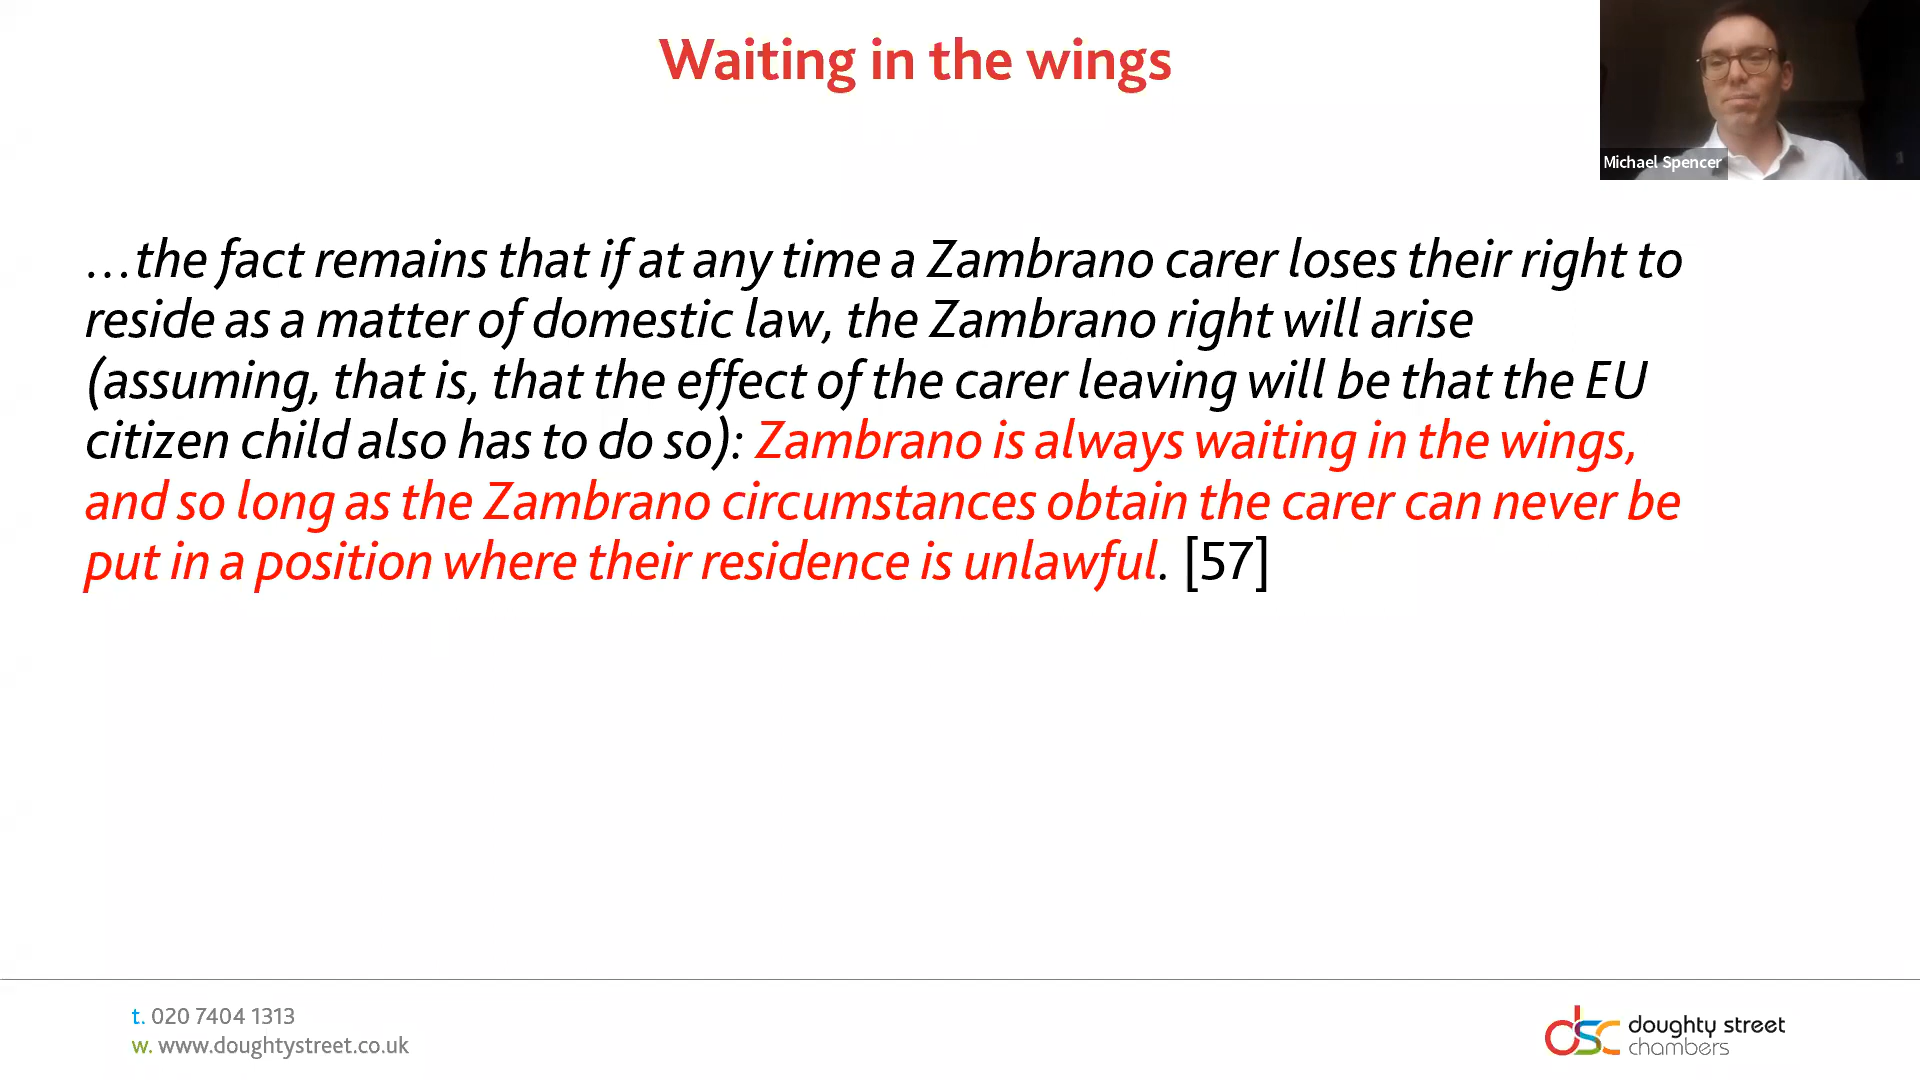 Waiting in the wings
Michael Spencer
…the fact remains that if at any time a Zambrano carer loses their right to
reside as a matter of domestic law, the Zambrano right will arise
(assuming, that is, that the effect of the carer leaving will be that the EU
citizen child also has to do so): Zambrano is always waiting in the wings,
and so long as the Zambrano circumstances obtain the carer can never be
put in a position where their residence is unlawful. [57]
t. 020 7404 1313
w. www.doughtystreet.co.uk
dsc doughty street
chambers